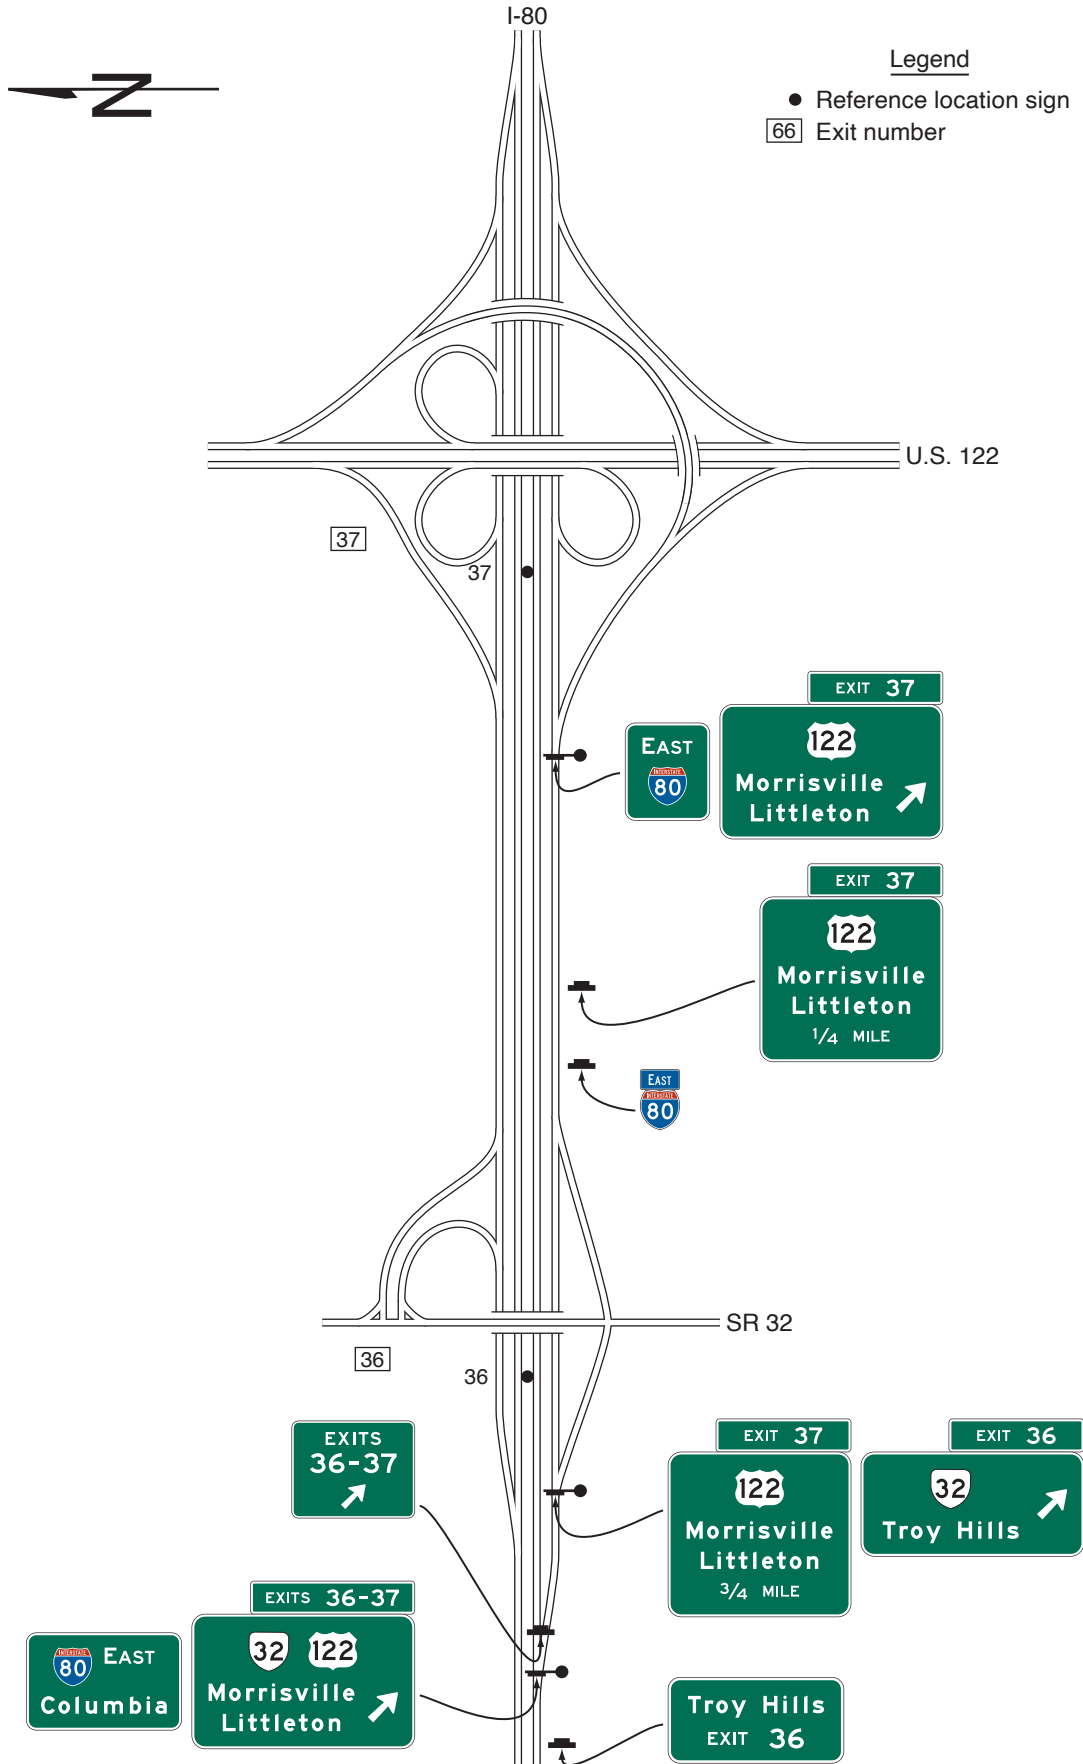 I-80
N
Legend
Reference location sign
66 Exit number
U.S. 122
37
37
EXIT 37
EAST
INTERSTATE
80
122
Morrisville
Littleton
EXIT 37
122
Morrisville
Littleton
1/4 MILE
EAST
INTERSTATE
80
SR 32
36
36
EXITS
36-37
EXIT 37
122
Morrisville
Littleton
3/4 MILE
EXIT 36
32
Troy Hills
EXITS 36-37
INTERSTATE
80 EAST
Columbia
32 122
Morrisville
Littleton
Troy Hills
EXIT 36